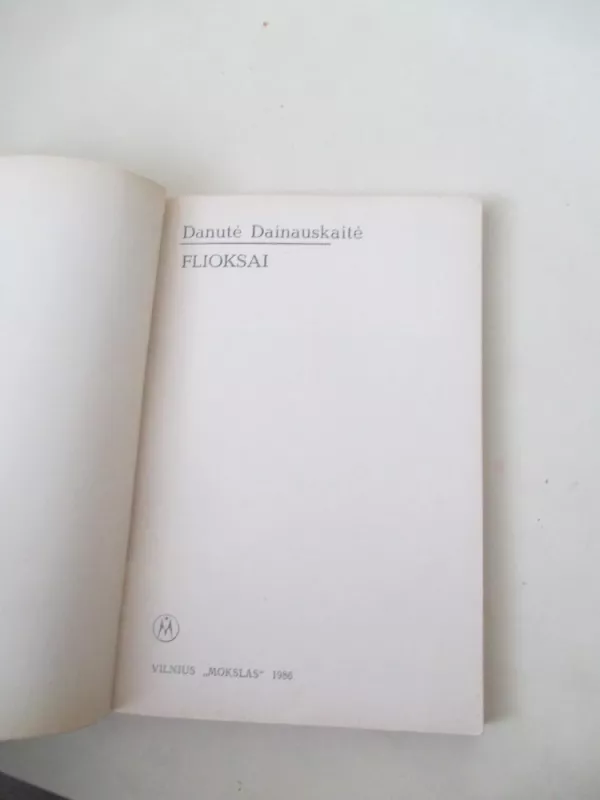 Danutė Dainauskaitė
FLIOKSAI
VILNIUS „MOKSLAS“ 1986